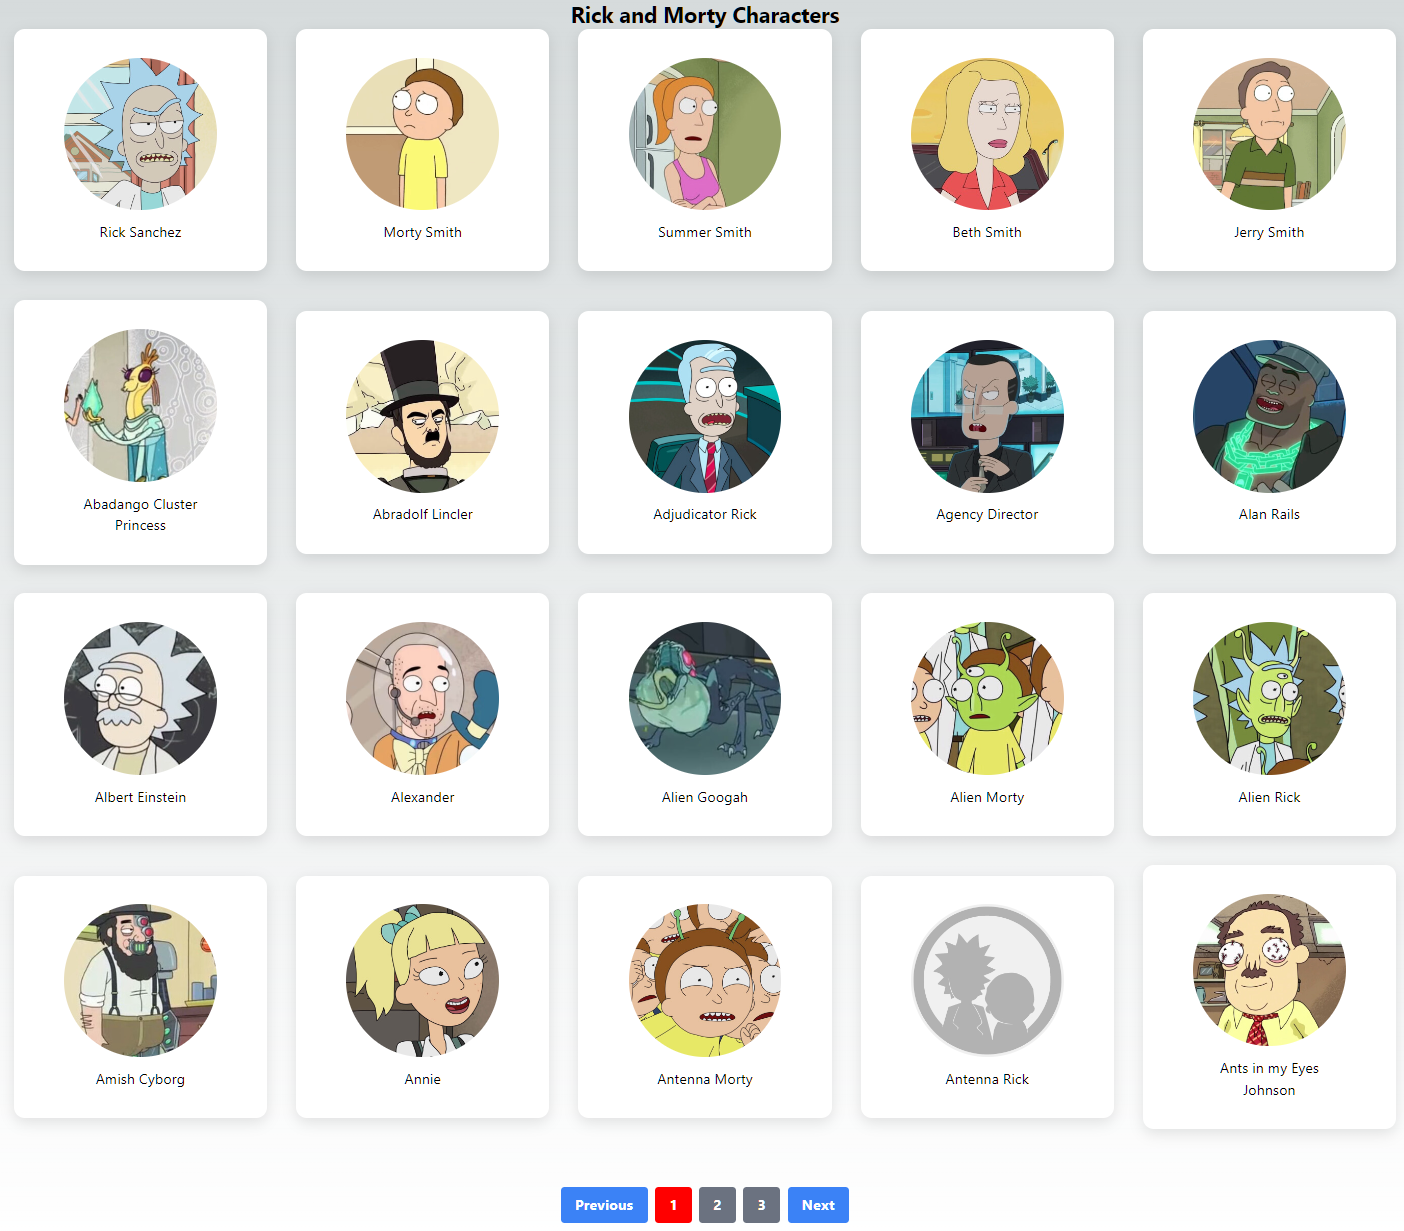 Rick and Morty Characters
Rick Sanchez
Morty Smith
Summer Smith
Beth Smith
Jerry Smith
Abadango Cluster
Princess
Abradolf Lincler
Adjudicator Rick
Agency Director
Alan Rails
Albert Einstein
Alexander
Alien Googah
Alien Morty
Alien Rick
Amish Cyborg
Annie
Antenna Morty
Antenna Rick
Ants in my Eyes
Johnson
Previous
1
2
3
Next